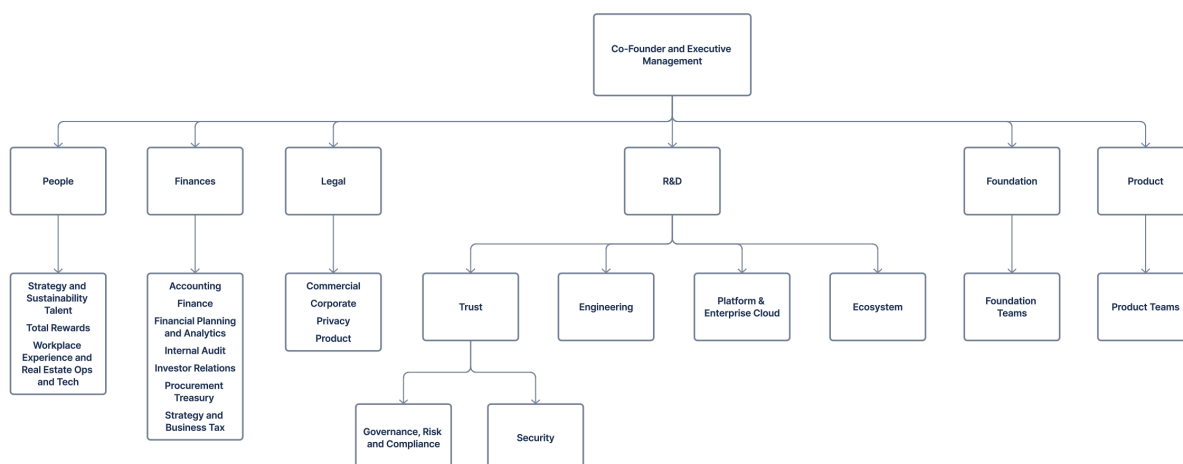 Co-Founder and Executive
Management
People
Finances
Legal
R&D
Foundation
Product
Strategy and
Sustainability
Talent
Total Rewards
Workplace
Experience and
Real Estate Ops
and Tech
Accounting
Finance
Financial Planning
and Analytics
Internal Audit
Investor Relations
Procurement
Treasury
Strategy and
Business Tax
Commercial
Corporate
Privacy
Product
Trust
Engineering
Platform &
Enterprise Cloud
Ecosystem
Foundation
Teams
Product Teams
Governance, Risk
and Compliance
Security